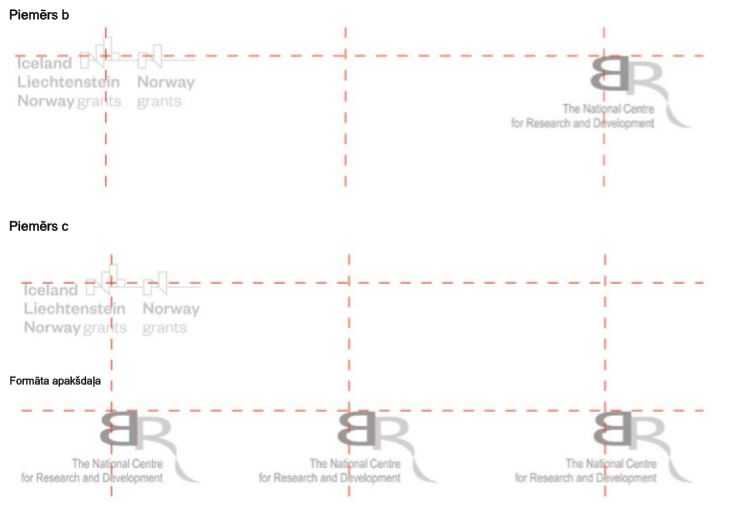 Piemērs b
Iceland
Liechtenstein Norway
Norway grants grants
The National Centre
for Research and Development
Piemērs c
Iceland
Liechtenstein Norway
Norway grants grants
Formāta apakšdaļa
The National Centre The National Centre The National Centre
for Research and Development for Research and Development for Research and Development